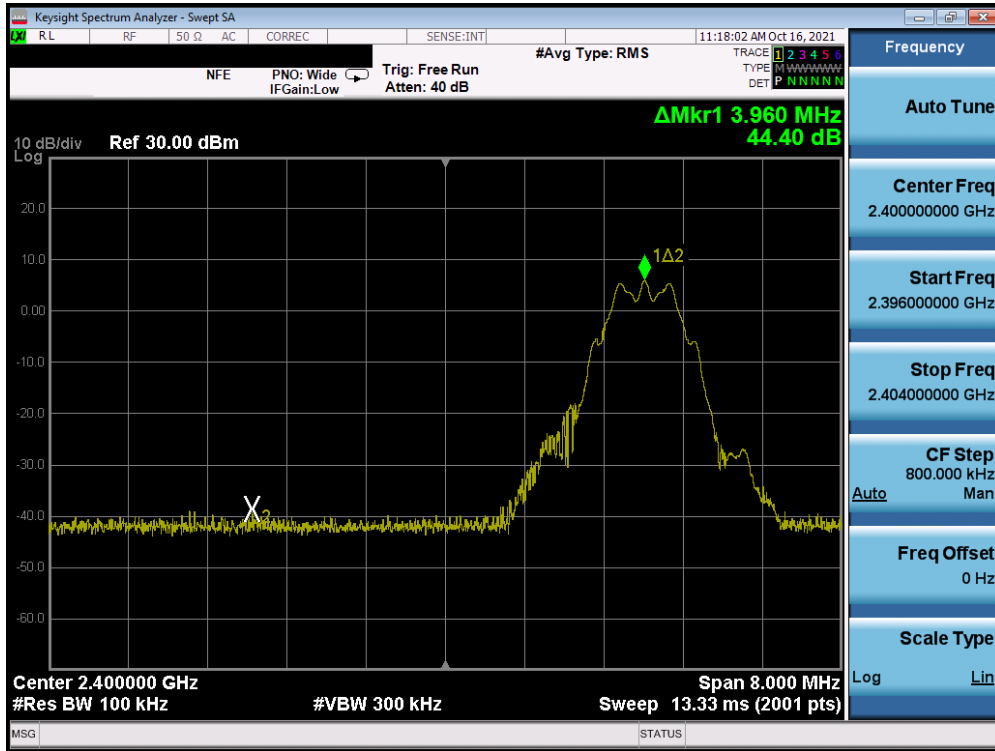 Keysight Spectrum Analyzer - Swept SA
LXI RL RF 50 Ω AC CORREC SENSE:INT 11:18:02 AM Oct 16, 2021
NFE
PNO: Wide
IFGain:Low
Trig: Free Run
Atten: 40 dB
#Avg Type: RMS
TRACE 1 2 3 4 5 6
TYPE M W W W W W
DET P N N N N N
ΔMkr1 3.960 MHz
44.40 dB
10 dB/div Ref 30.00 dBm
Log
20.0
10.0
0.00
-10.0
-20.0
-30.0
-40.0
-50.0
-60.0
1Δ2
X2
Center 2.400000 GHz Span 8.000 MHz
#Res BW 100 kHz #VBW 300 kHz Sweep 13.33 ms (2001 pts)
MSG STATUS
Frequency
Auto Tune
Center Freq
2.400000000 GHz
Start Freq
2.396000000 GHz
Stop Freq
2.404000000 GHz
CF Step
800.000 kHz
Auto Man
Freq Offset
0 Hz
Scale Type
Log Lin